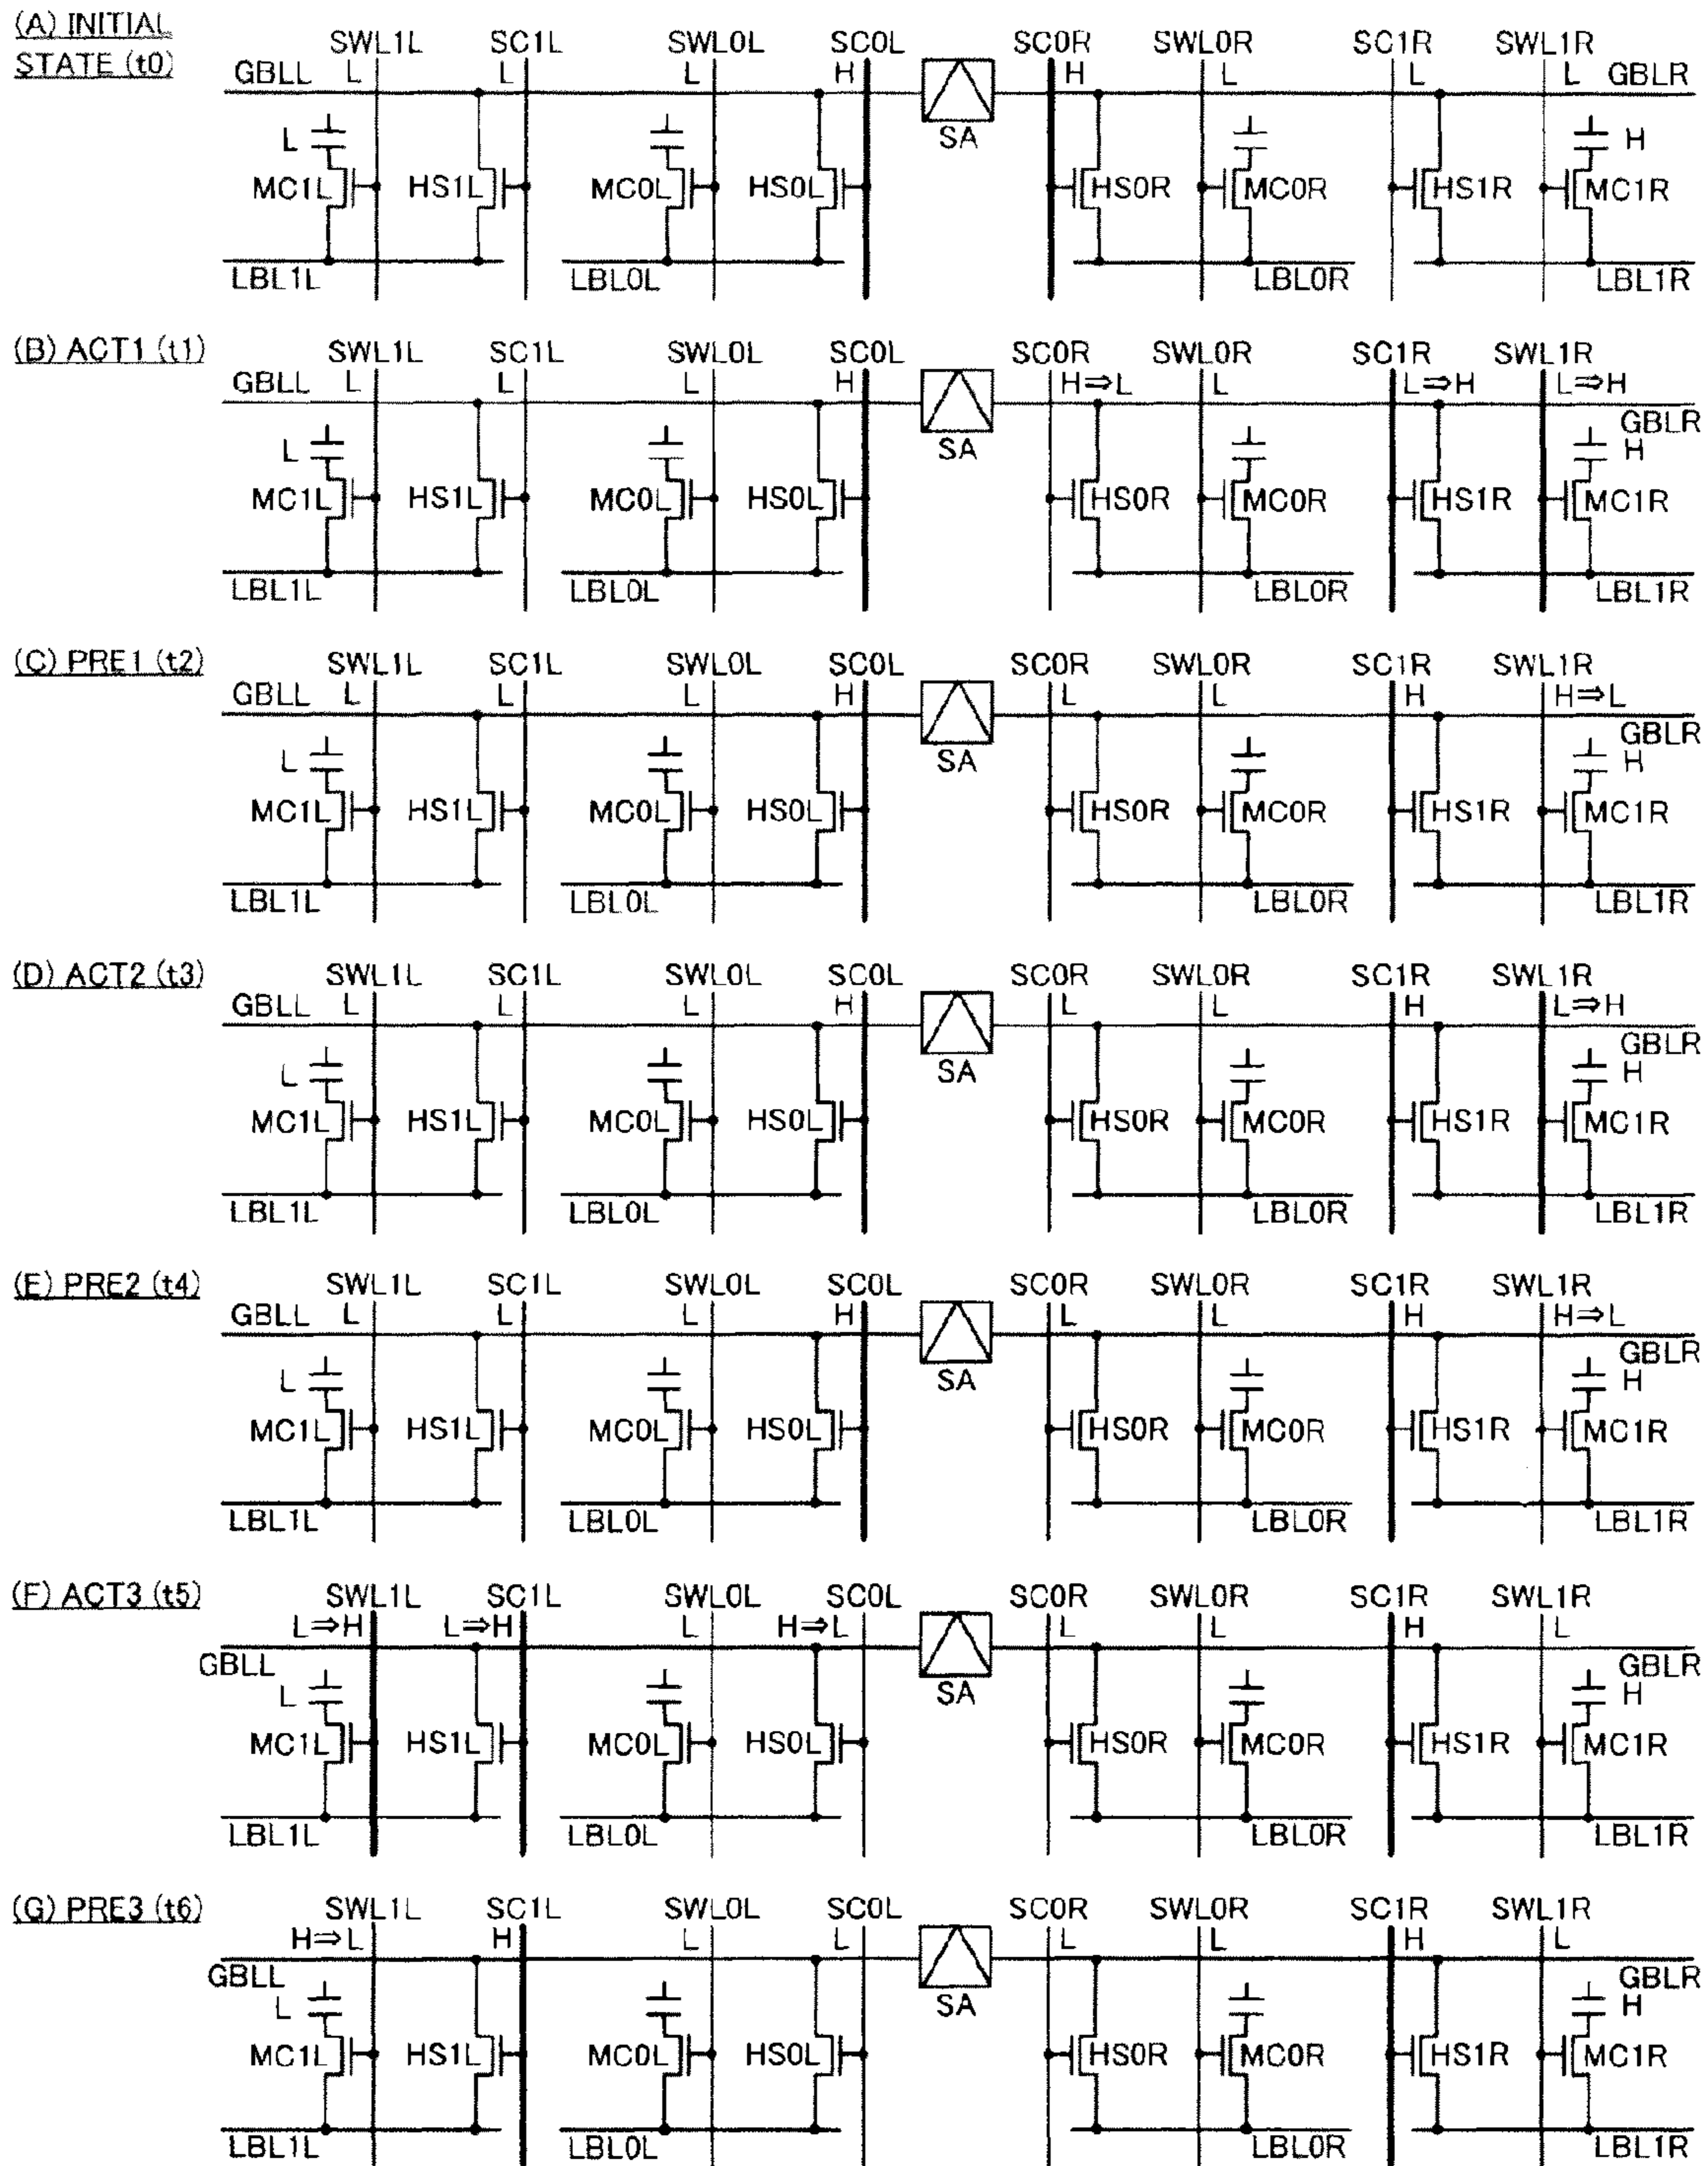 (A) INITIAL
STATE (t0)
SWL1L SC1L SWL0L SC0L SC0R SWL0R SC1R SWL1R
GBLL L L L H H L L L GBLR
SA
L H
MC1L HS1L MC0L HS0L HS0R MC0R HS1R MC1R
LBL1L LBL0L LBL0R LBL1R
(B) ACT1 (t1)
SWL1L SC1L SWL0L SC0L SC0R SWL0R SC1R SWL1R
GBLL L L L H H⇒L L L⇒H L⇒H
GBLR
SA
L H
MC1L HS1L MC0L HS0L HS0R MC0R HS1R MC1R
LBL1L LBL0L LBL0R LBL1R
(C) PRE1 (t2)
SWL1L SC1L SWL0L SC0L SC0R SWL0R SC1R SWL1R
GBLL L L L H L L H H⇒L
GBLR
SA
L H
MC1L HS1L MC0L HS0L HS0R MC0R HS1R MC1R
LBL1L LBL0L LBL0R LBL1R
(D) ACT2 (t3)
SWL1L SC1L SWL0L SC0L SC0R SWL0R SC1R SWL1R
GBLL L L L H L L H L⇒H
GBLR
SA
L H
MC1L HS1L MC0L HS0L HS0R MC0R HS1R MC1R
LBL1L LBL0L LBL0R LBL1R
(E) PRE2 (t4)
SWL1L SC1L SWL0L SC0L SC0R SWL0R SC1R SWL1R
GBLL L L L H L L H H⇒L
GBLR
SA
L H
MC1L HS1L MC0L HS0L HS0R MC0R HS1R MC1R
LBL1L LBL0L LBL0R LBL1R
(F) ACT3 (t5)
SWL1L SC1L SWL0L SC0L SC0R SWL0R SC1R SWL1R
L⇒H L⇒H L H⇒L L L H L
GBLL GBLR
SA
L H
MC1L HS1L MC0L HS0L HS0R MC0R HS1R MC1R
LBL1L LBL0L LBL0R LBL1R
(G) PRE3 (t6)
SWL1L SC1L SWL0L SC0L SC0R SWL0R SC1R SWL1R
H⇒L H L L L L H L
GBLL GBLR
SA
L H
MC1L HS1L MC0L HS0L HS0R MC0R HS1R MC1R
LBL1L LBL0L LBL0R LBL1R